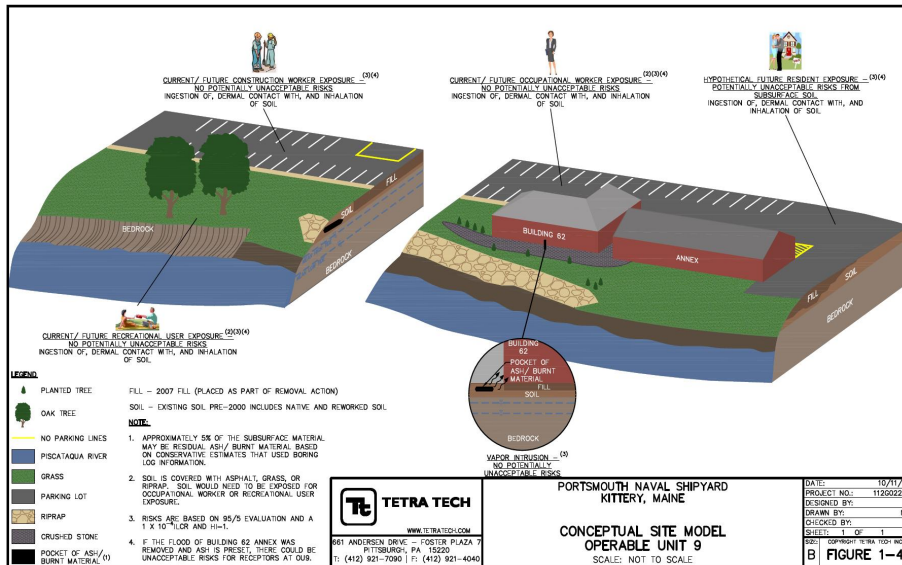 CURRENT/ FUTURE CONSTRUCTION WORKER EXPOSURE –(3)(4)
NO POTENTIALLY UNACCEPTABLE RISKS
INGESTION OF, DERMAL CONTACT WITH, AND INHALATION
OF SOIL
CURRENT/ FUTURE OCCUPATIONAL WORKER EXPOSURE –(2)(3)(4)
NO POTENTIALLY UNACCEPTABLE RISKS
INGESTION OF, DERMAL CONTACT WITH, AND INHALATION
OF SOIL
HYPOTHETICAL FUTURE RESIDENT EXPOSURE –(3)(4)
POTENTIALLY UNACCEPTABLE RISKS FROM
SUBSURFACE SOIL
INGESTION OF, DERMAL CONTACT WITH, AND
INHALATION OF SOIL
FILL
SOIL
BEDROCK
BEDROCK
BUILDING 62
ANNEX
FILL
SOIL
BEDROCK
CURRENT/ FUTURE RECREATIONAL USER EXPOSURE –(2)(3)(4)
NO POTENTIALLY UNACCEPTABLE RISKS
INGESTION OF, DERMAL CONTACT WITH, AND INHALATION
OF SOIL
BUILDING
62
POCKET OF
ASH/ BURNT
MATERIAL
FILL
SOIL
BEDROCK
VAPOR INTRUSION –(3)
NO POTENTIALLY
UNACCEPTABLE RISKS
LEGEND
PLANTED TREE
OAK TREE
NO PARKING LINES
PISCATAQUA RIVER
GRASS
PARKING LOT
RIPRAP
CRUSHED STONE
POCKET OF ASH/
BURNT MATERIAL(1)
FILL – 2007 FILL (PLACED AS PART OF REMOVAL ACTION)
SOIL – EXISTING SOIL PRE–2000 INCLUDES NATIVE AND REWORKED SOIL
NOTE:
1. APPROXIMATELY 5% OF THE SUBSURFACE MATERIAL
MAY BE RESIDUAL ASH/ BURNT MATERIAL BASED
ON CONSERVATIVE ESTIMATES THAT USED BORING
LOG INFORMATION.
2. SOIL IS COVERED WITH ASPHALT, GRASS, OR
RIPRAP. SOIL WOULD NEED TO BE EXPOSED FOR
OCCUPATIONAL WORKER OR RECREATIONAL USER
EXPOSURE.
3. RISKS ARE BASED ON 95/5 EVALUATION AND A
1 X 10–4 ILCR AND HI–1.
4. IF THE FLOOD OF BUILDING 62 ANNEX WAS
REMOVED AND ASH IS PRESET, THERE COULD BE
UNACCEPTABLE RISKS FOR RECEPTORS AT OU9.
Tt TETRA TECH
WWW.TETRATECH.COM
661 ANDERSEN DRIVE – FOSTER PLAZA 7
PITTSBURGH, PA 15220
T: (412) 921–7090 | F: (412) 921–4040
PORTSMOUTH NAVAL SHIPYARD
KITTERY, MAINE
CONCEPTUAL SITE MODEL
OPERABLE UNIT 9
SCALE: NOT TO SCALE
DATE: 10/11/
PROJECT NO.: 112G022
DESIGNED BY:
DRAWN BY:
CHECKED BY:
SHEET: 1 OF 1
SIZE: COPYRIGHT TETRA TECH INC
B FIGURE 1–4